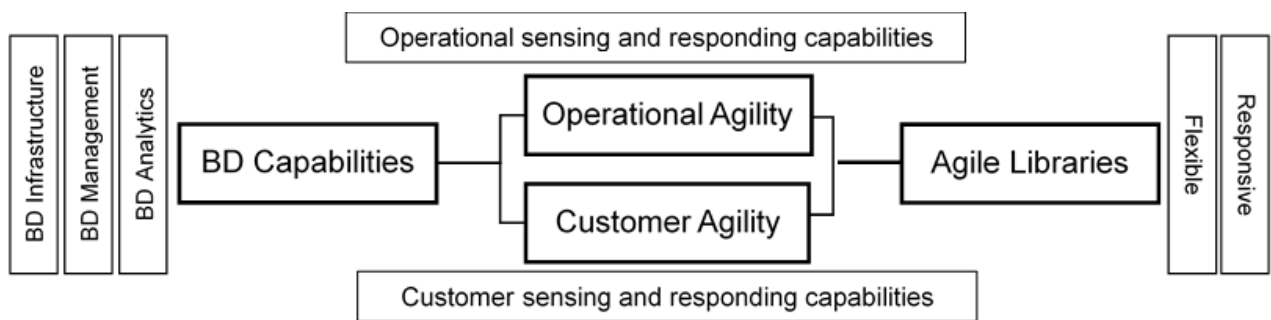 BD Infrastructure
BD Management
BD Analytics
BD Capabilities
Operational sensing and responding capabilities
Operational Agility
Customer Agility
Customer sensing and responding capabilities
Agile Libraries
Flexible
Responsive